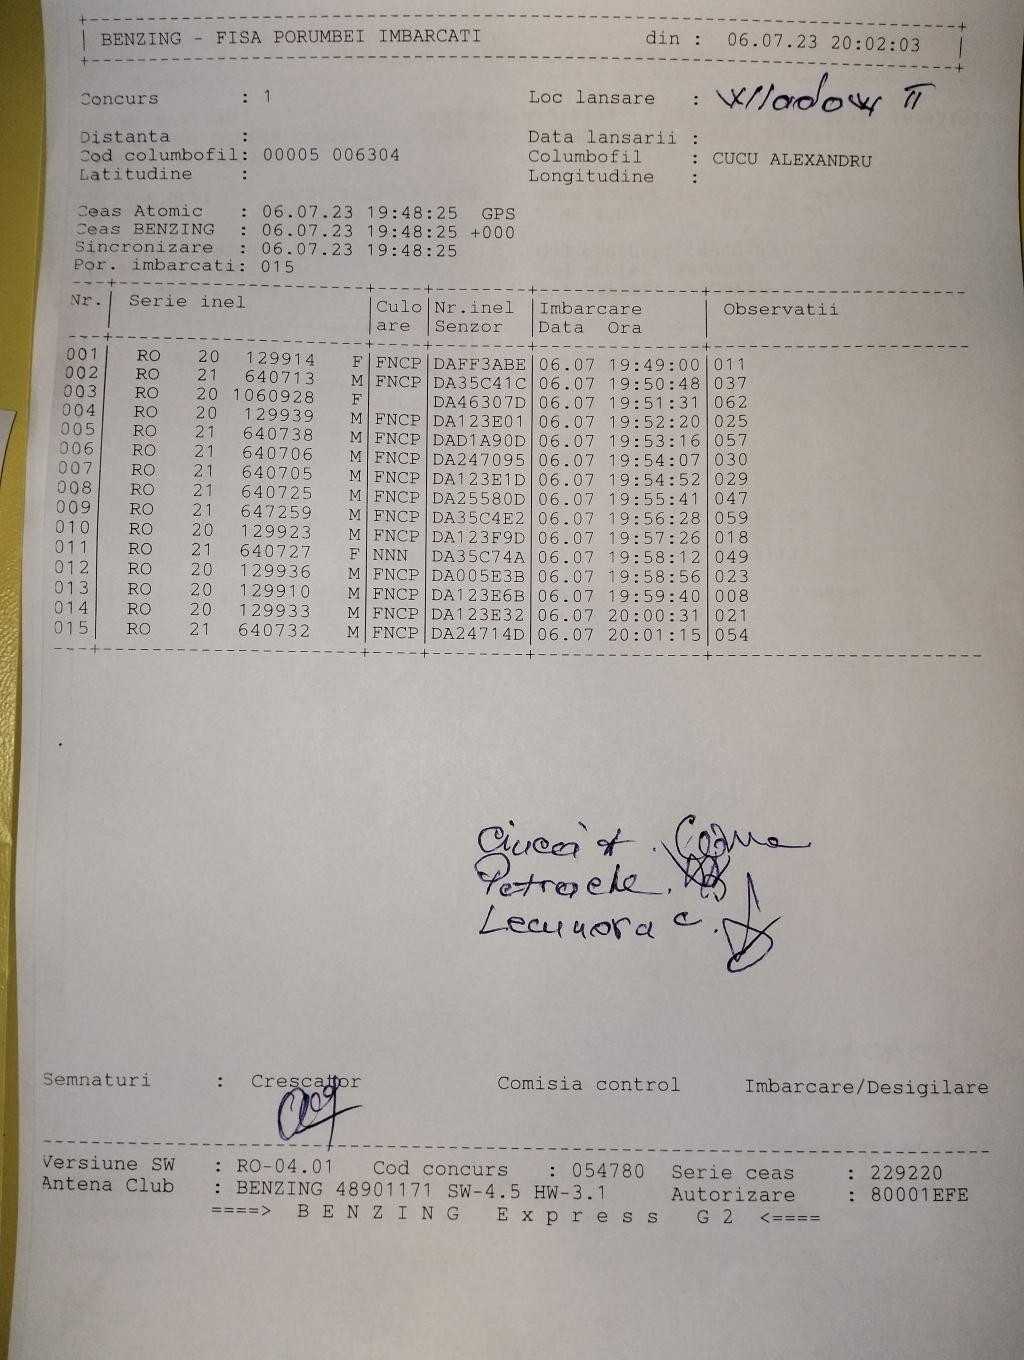 BENZING - FISA PORUMBEI IMBARCATI din : 06.07.23 20:02:03
Concurs : 1 Loc lansare : Wladow II
Distanta : Data lansarii :
Cod columbofil: 00005 006304 Columbofil : CUCU ALEXANDRU
Latitudine : Longitudine :
Ceas Atomic : 06.07.23 19:48:25 GPS
Ceas BENZING : 06.07.23 19:48:25 +000
Sincronizare : 06.07.23 19:48:25
Por. imbarcati: 015
Nr. Serie inel Culo Nr.inel Imbarcare Observatii
are Senzor Data Ora
001 RO 20 129914 F FNCP DAFF3ABE 06.07 19:49:00 011
002 RO 21 640713 M FNCP DA35C41C 06.07 19:50:48 037
003 RO 20 1060928 F DA46307D 06.07 19:51:31 062
004 RO 20 129939 M FNCP DA123E01 06.07 19:52:20 025
005 RO 21 640738 M FNCP DAD1A90D 06.07 19:53:16 057
006 RO 21 640706 M FNCP DA247095 06.07 19:54:07 030
007 RO 21 640705 M FNCP DA123E1D 06.07 19:54:52 029
008 RO 21 640725 M FNCP DA25580D 06.07 19:55:41 047
009 RO 21 647259 M FNCP DA35C4E2 06.07 19:56:28 059
010 RO 20 129923 M FNCP DA123F9D 06.07 19:57:26 018
011 RO 21 640727 F NNN DA35C74A 06.07 19:58:12 049
012 RO 20 129936 M FNCP DA005E3B 06.07 19:58:56 023
013 RO 20 129910 M FNCP DA123E6B 06.07 19:59:40 008
014 RO 20 129933 M FNCP DA123E32 06.07 20:00:31 021
015 RO 21 640732 M FNCP DA24714D 06.07 20:01:15 054
Petrache.
C.
Semnaturi : Crescator Comisia control Imbarcare/Desigilare
Versiune SW : RO-04.01 Cod concurs : 054780 Serie ceas : 229220
Antena Club : BENZING 48901171 SW-4.5 HW-3.1 Autorizare : 80001EFE
====> B E N Z I N G E x p r e s s G 2 <====